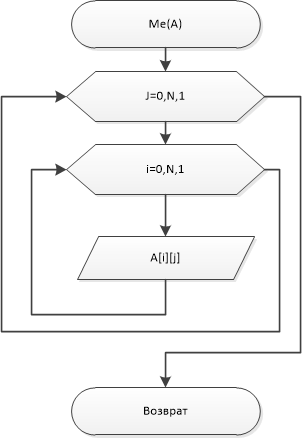 Me(A)
J=0,N,1
i=0,N,1
A[i][j]
Возврат